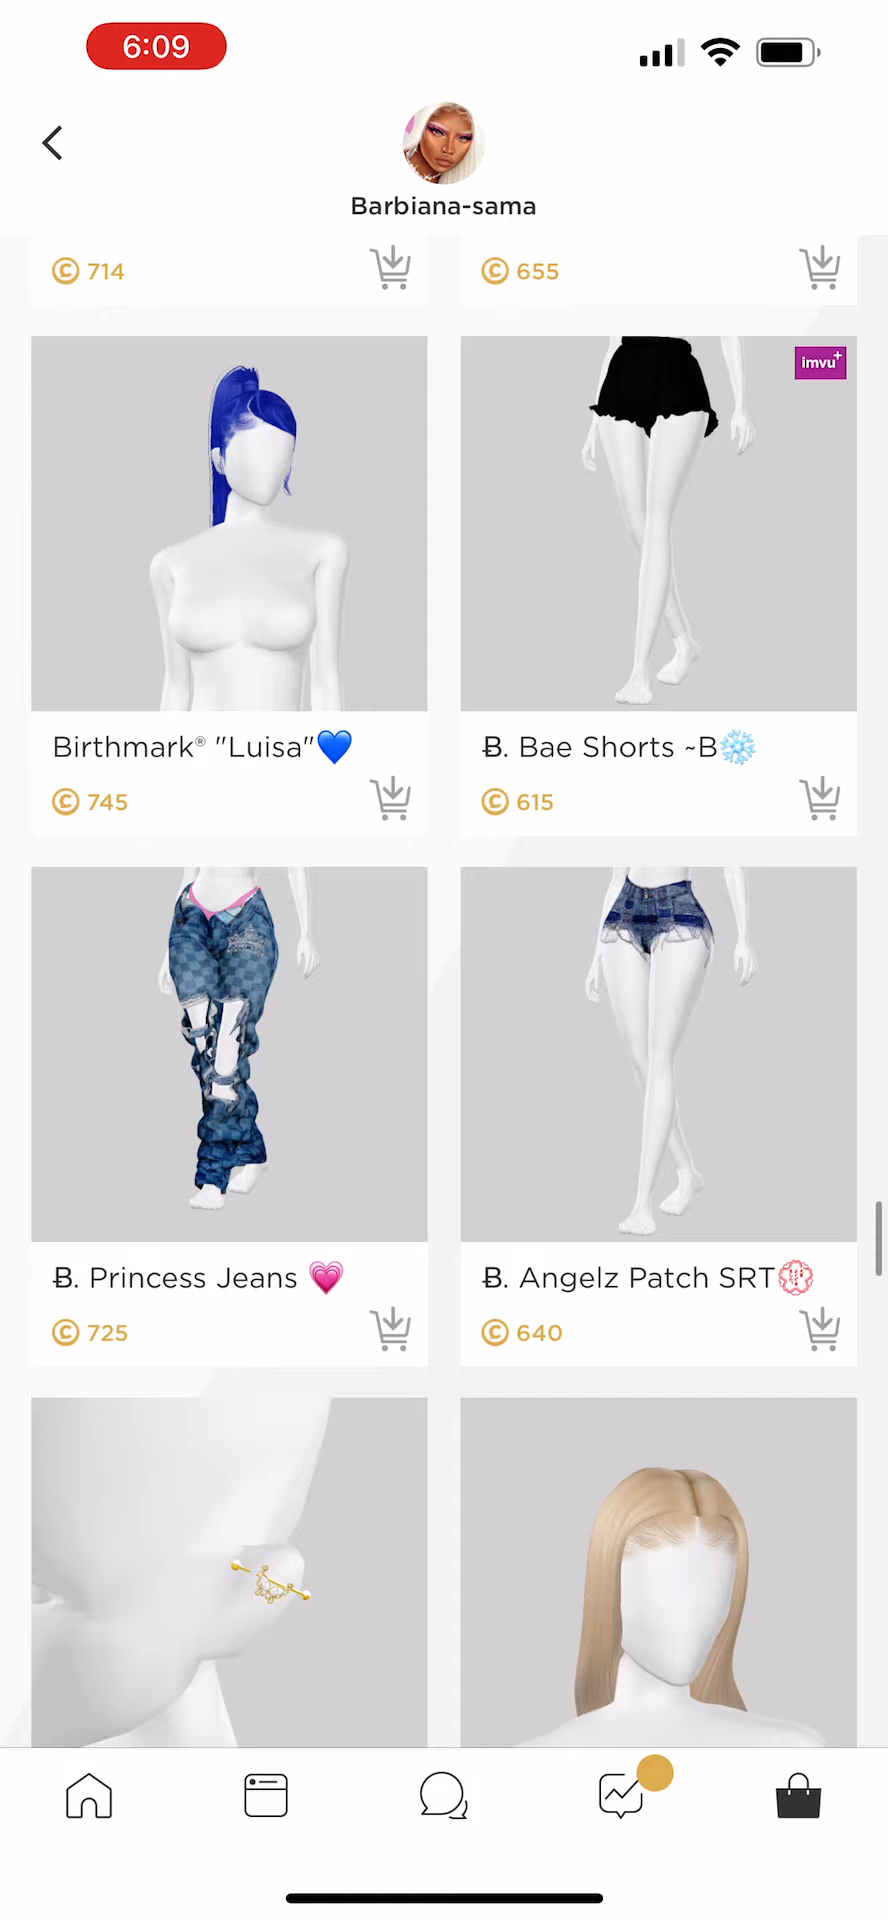 6:09
Barbiana-sama
714
655
imvu+
Birthmark® "Luisa"💙
Ƀ. Bae Shorts ~B❄️
745
615
Ƀ. Princess Jeans 💗
Ƀ. Angelz Patch SRT💮
725
640